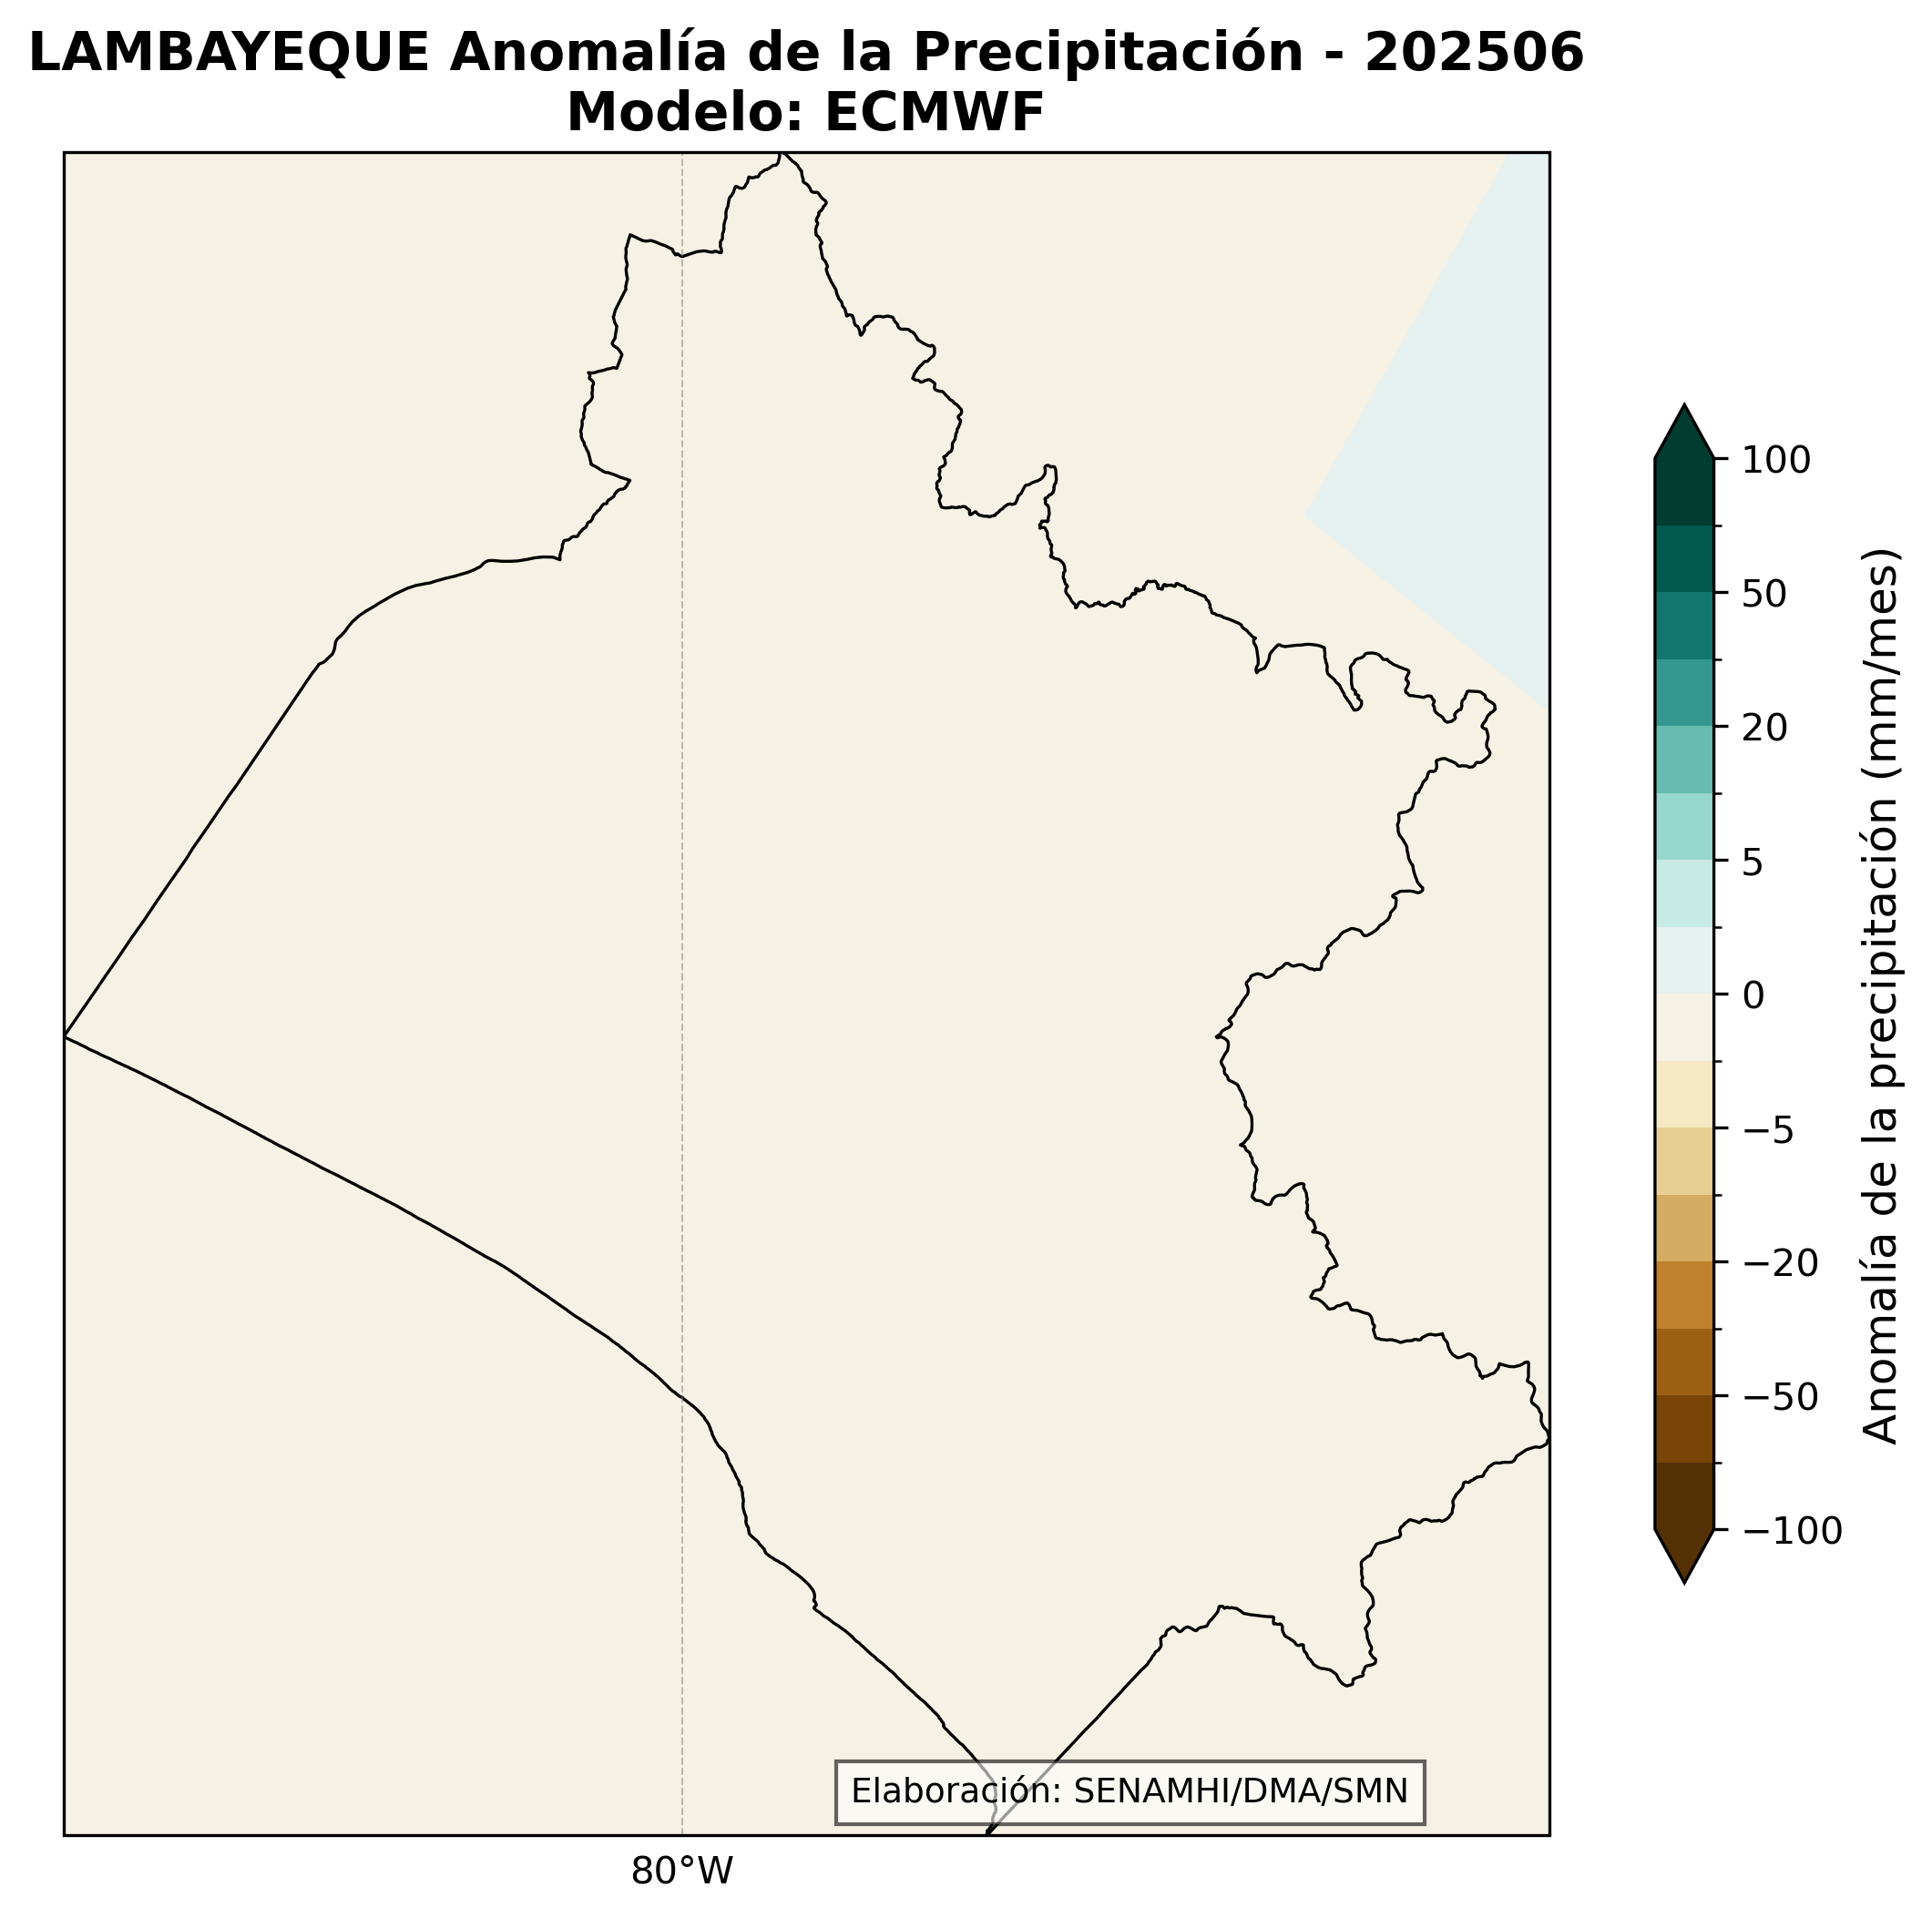 LAMBAYEQUE Anomalía de la Precipitación - 202506
Modelo: ECMWF
100
50
20
5
0
−5
−20
−50
−100
Anomalía de la precipitación (mm/mes)
Elaboración: SENAMHI/DMA/SMN
80°W